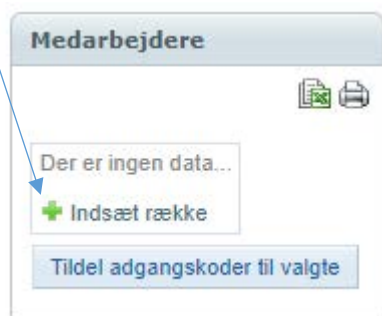 Medarbejdere
Der er ingen data...
Indsæt række
Tildel adgangskoder til valgte